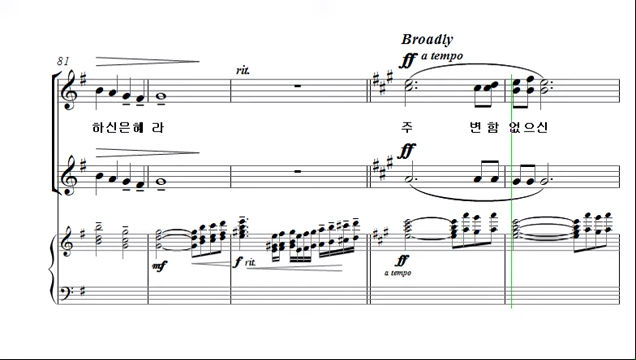 Broadly
81
rit.
ff a tempo
하신은혜 라 주 변함 없으신
ff
mf
f rit.
ff
a tempo